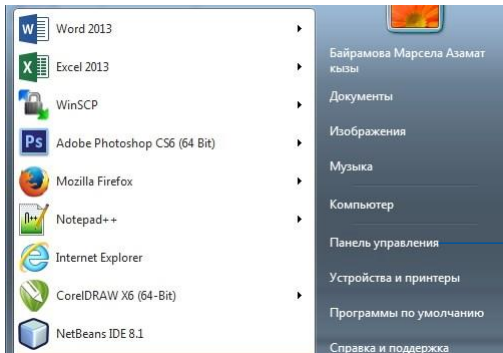 Word 2013
Excel 2013
WinSCP
Adobe Photoshop CS6 (64 Bit)
Mozilla Firefox
Notepad++
Internet Explorer
CorelDRAW X6 (64-Bit)
NetBeans IDE 8.1
Байрамова Марсела Азамат
кызы
Документы
Изображения
Музыка
Компьютер
Панель управления
Устройства и принтеры
Программы по умолчанию
Справка и поддержка